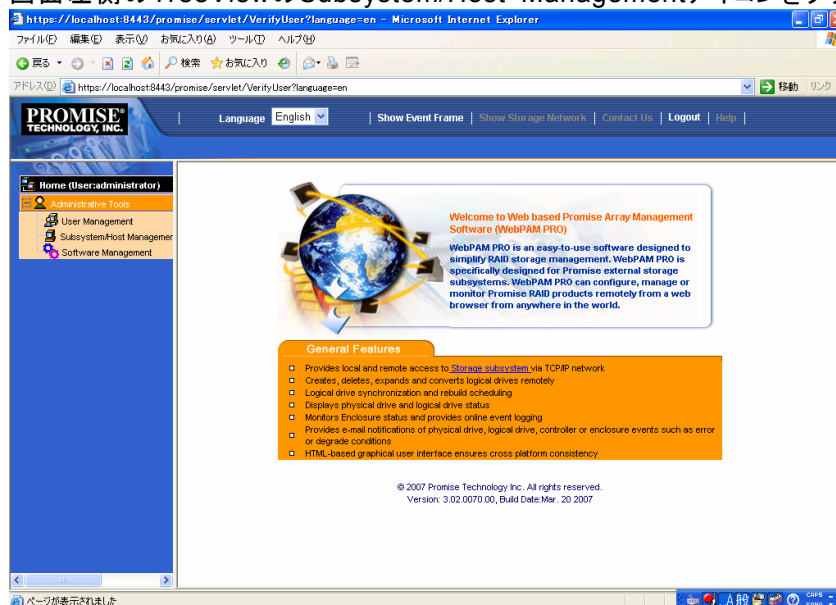 画面左側のTreeViewのSubsystem/Host Managementアイコンをク
https://localhost:8443/promise/servlet/VerifyUser?language=en - Microsoft Internet Explorer
ファイル(F) 編集(E) 表示(V) お気に入り(A) ツール(T) ヘルプ(H)
戻る 検索 お気に入り
アドレス(D) https://localhost:8443/promise/servlet/VerifyUser?language=en 移動 リンク
PROMISE®
TECHNOLOGY, INC.
| Language English | Show Event Frame | Show Storage Network | Contact Us | Logout | Help |
Home (User:administrator)
Administrative Tools
User Management
Subsystem/Host Managemen
Software Management
Welcome to Web based Promise Array Management
Software (WebPAM PRO)
WebPAM PRO is an easy-to-use software designed to
simplify RAID storage management. WebPAM PRO is
specifically designed for Promise external storage
subsystems. WebPAM PRO can configure, manage or
monitor Promise RAID products remotely from a web
browser from anywhere in the world.
General Features
Provides local and remote access to Storage subsystem via TCP/IP network
Creates, deletes, expands and converts logical drives remotely
Logical drive synchronization and rebuild scheduling
Displays physical drive and logical drive status
Monitors Enclosure status and provides online event logging
Provides e-mail notifications of physical drive, logical drive, controller or enclosure events such as error
or degrade conditions
HTML-based graphical user interface ensures cross platform consistency
© 2007 Promise Technology Inc. All rights reserved.
Version: 3.02.0070.00, Build Date:Mar. 20 2007
ページが表示されました
A 般 CAPS